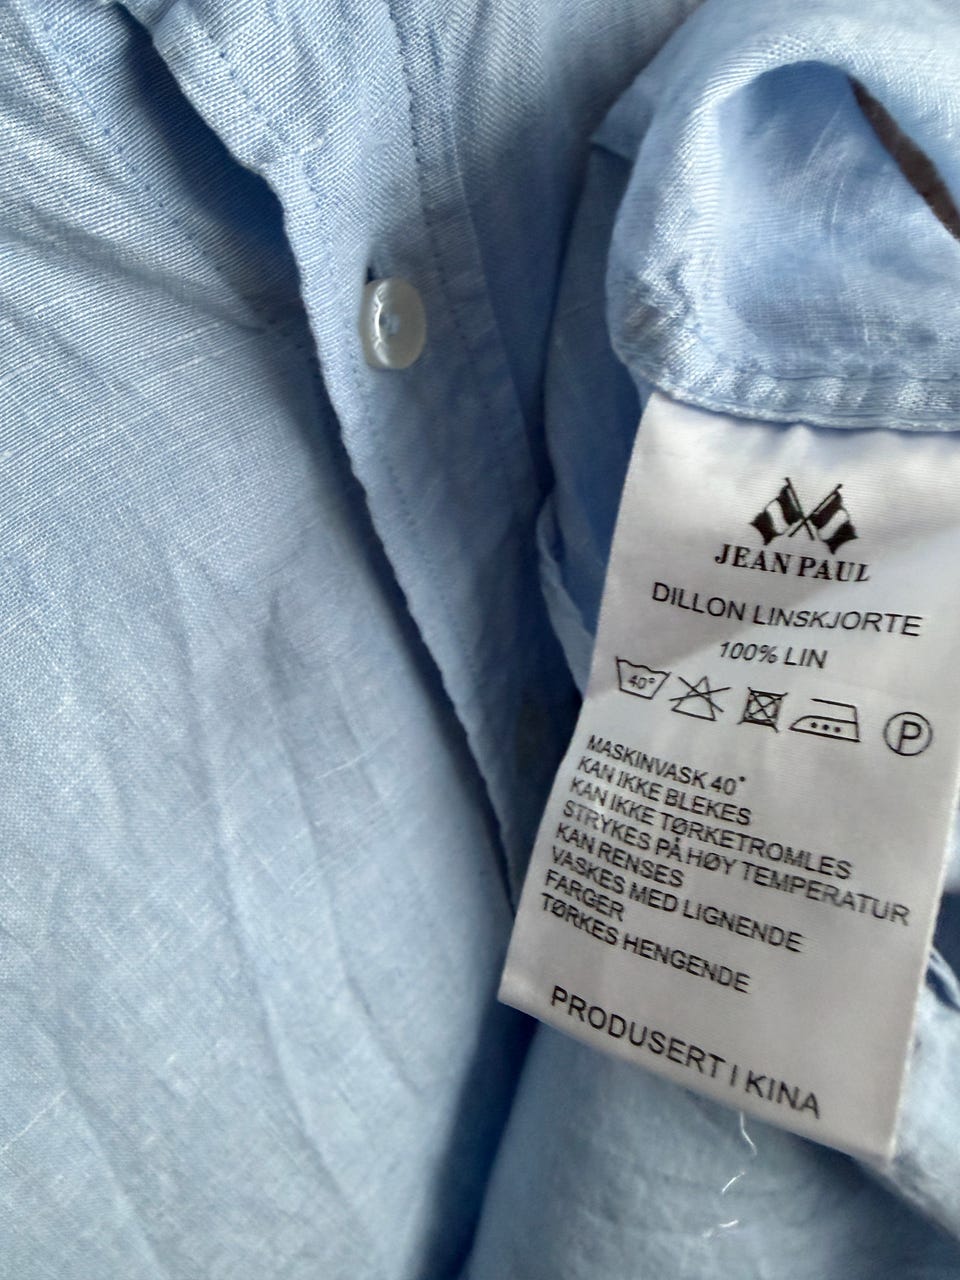 JEAN PAUL
DILLON LINSKJORTE
100% LIN
40°
P
MASKINVASK 40°
KAN IKKE BLEKES
KAN IKKE TØRKETROMLES
STRYKES PÅ HØY TEMPERATUR
KAN RENSES
VASKES MED LIGNENDE
FARGER
TØRKES HENGENDE
PRODUSERT I KINA